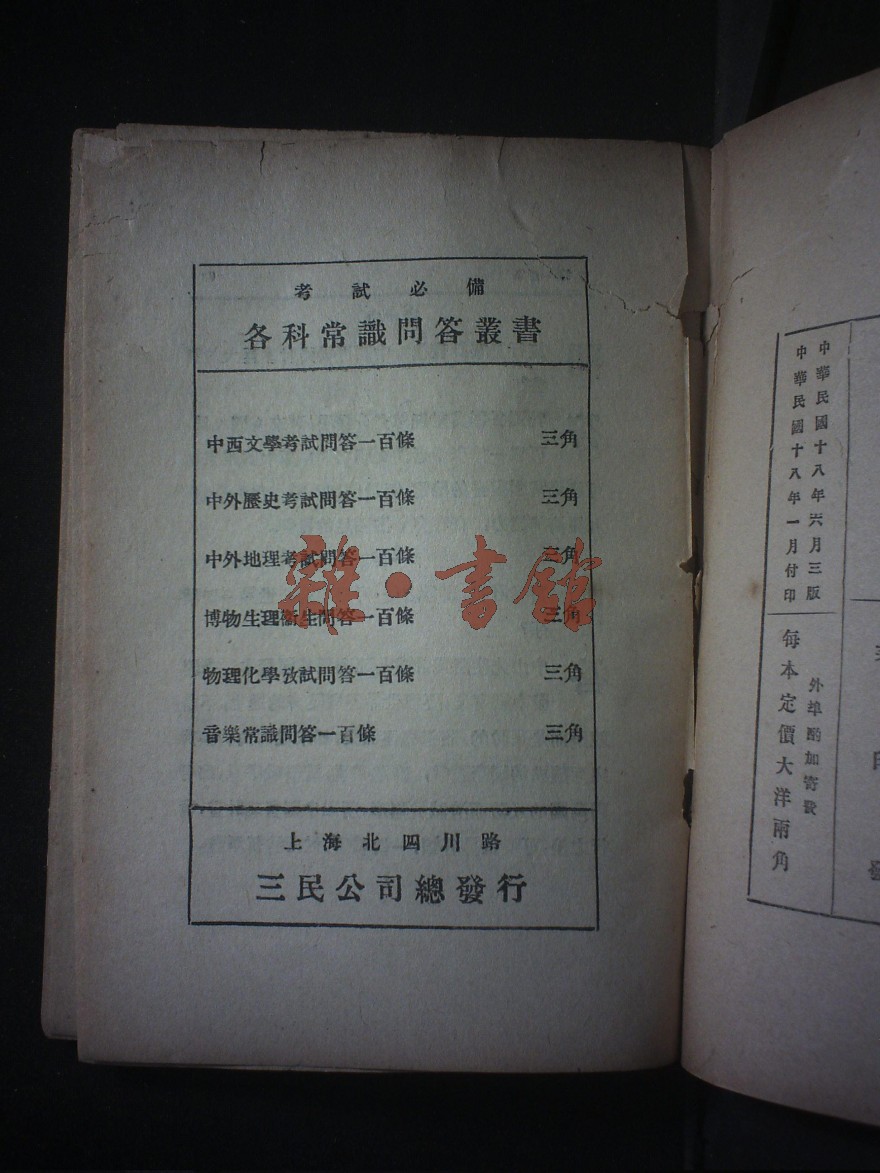 考試必備
各科常識問答叢書
中西文學考試問答一百條 三角
中外歷史考試問答一百條 三角
中外地理考試問答一百條 三角
博物生理衞生問答一百條 三角
物理化學攷試問答一百條 三角
音樂常識問答一百條 三角
上海北四川路
三民公司總發行
雜·書館
中華民國十八年六月三版
中華民國十八年一月付印
外埠酌加寄費
每本定價大洋兩角